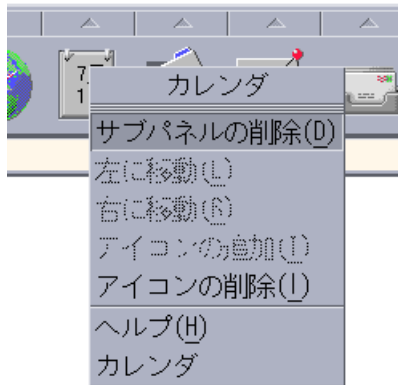 7
1
カレンダ
サブパネルの削除(D)
左に移動(L)
右に移動(R)
アイコンの追加(T)
アイコンの削除(I)
ヘルプ(H)
カレンダ